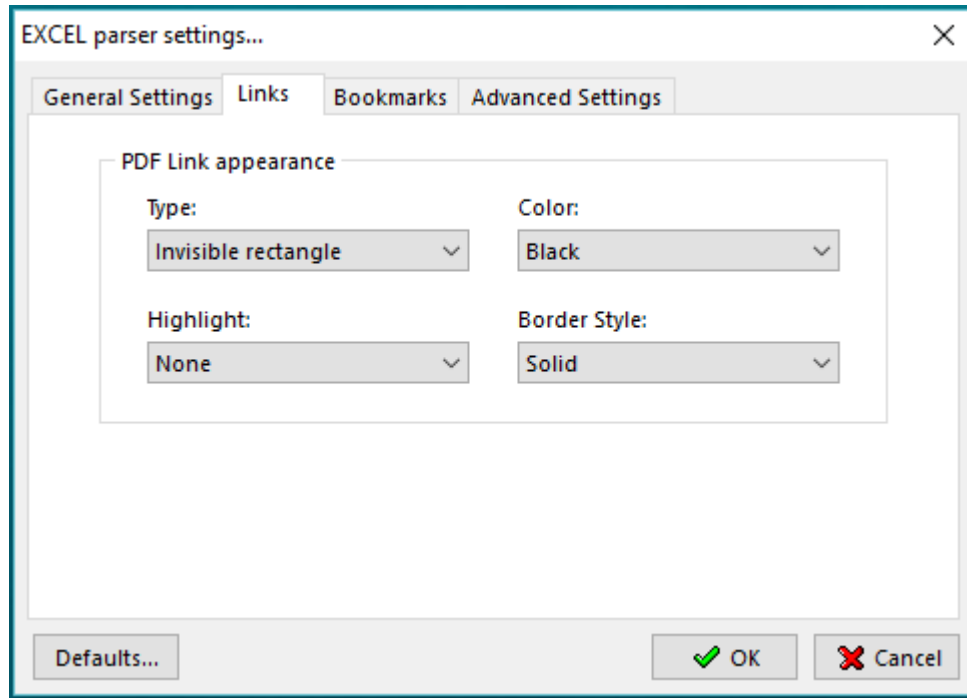 EXCEL parser settings...
General Settings Links Bookmarks Advanced Settings
PDF Link appearance
Type: Color:
Invisible rectangle Black
Highlight: Border Style:
None Solid
Defaults... OK Cancel